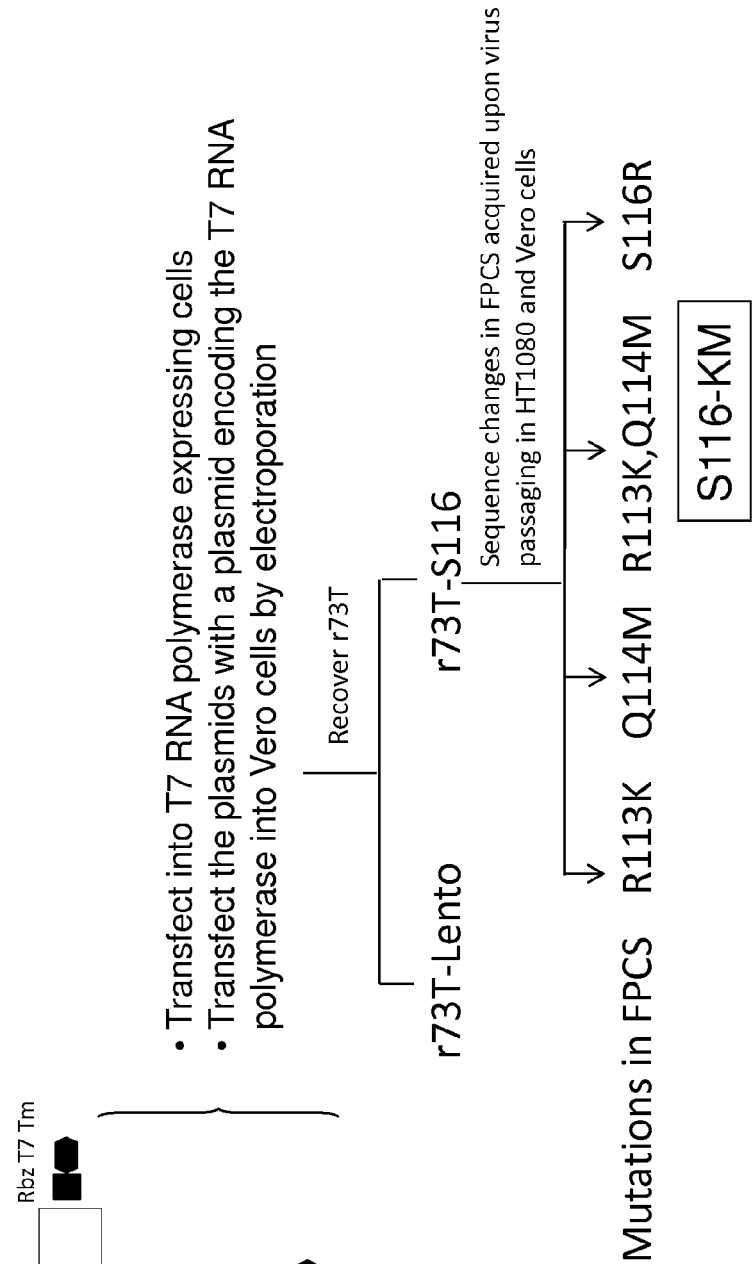 Rbz T7 Tm
• Transfect into T7 RNA polymerase expressing cells
• Transfect the plasmids with a plasmid encoding the T7 RNA
polymerase into Vero cells by electroporation
Recover r73T
r73T-Lento
r73T-S116
Sequence changes in FPCS acquired upon virus
passaging in HT1080 and Vero cells
Mutations in FPCS R113K Q114M R113K,Q114M S116R
S116-KM